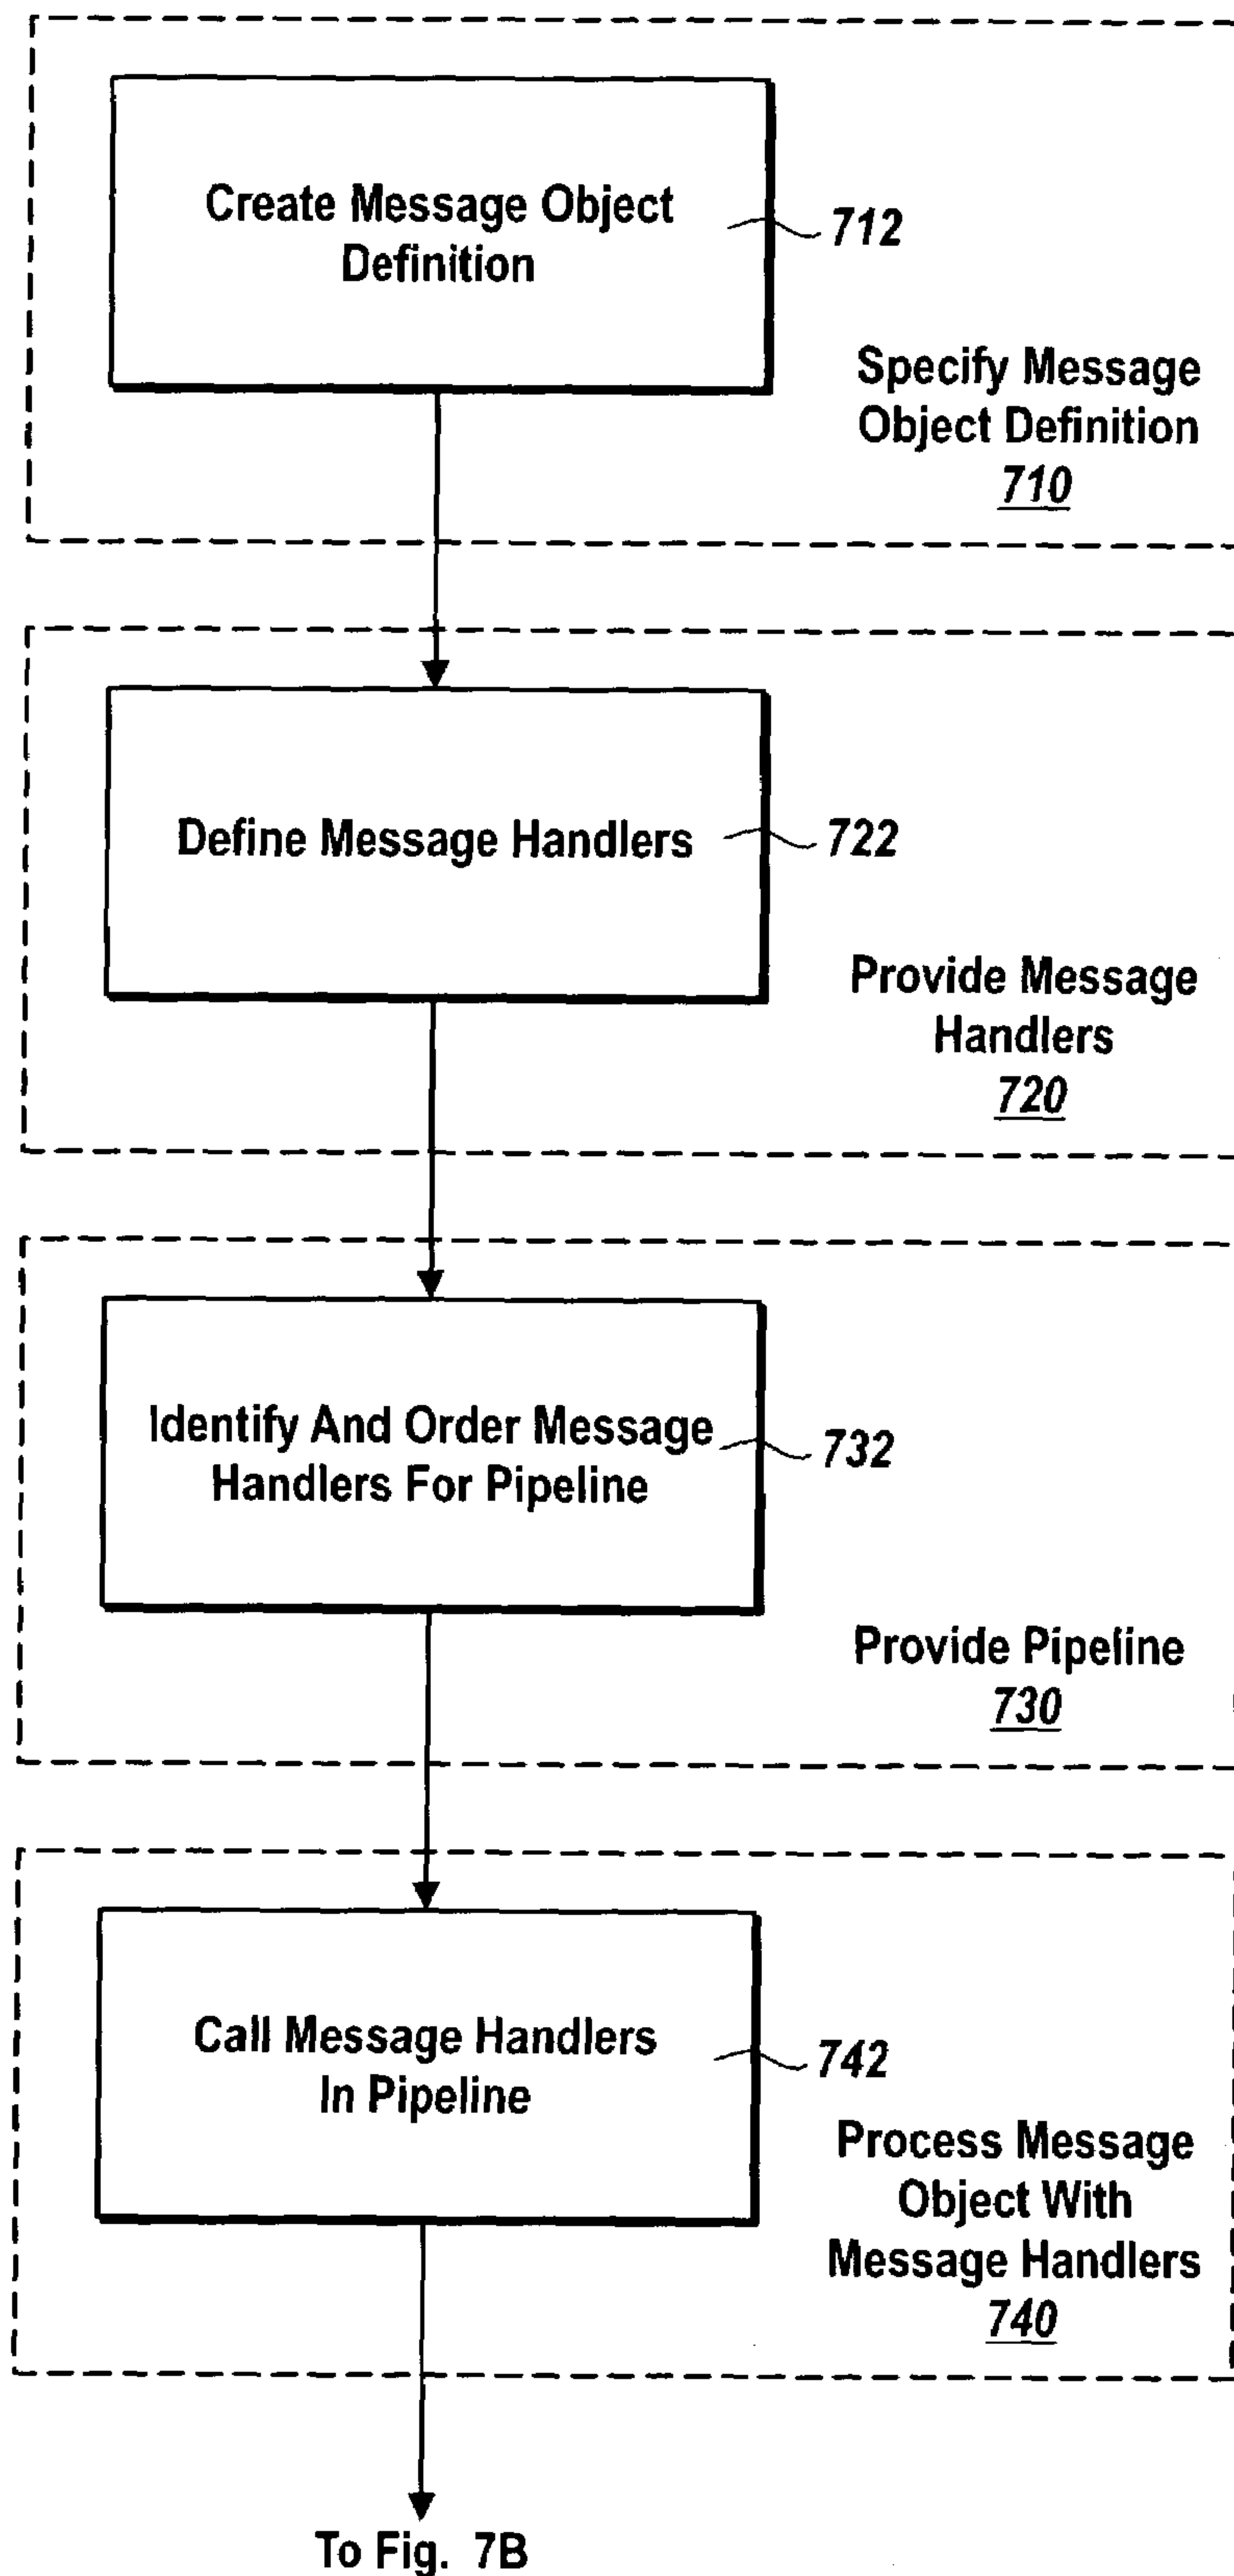 Create Message Object
Definition
712
Specify Message
Object Definition
710
Define Message Handlers
722
Provide Message
Handlers
720
Identify And Order Message
Handlers For Pipeline
732
Provide Pipeline
730
Call Message Handlers
In Pipeline
742
Process Message
Object With
Message Handlers
740
To Fig. 7B